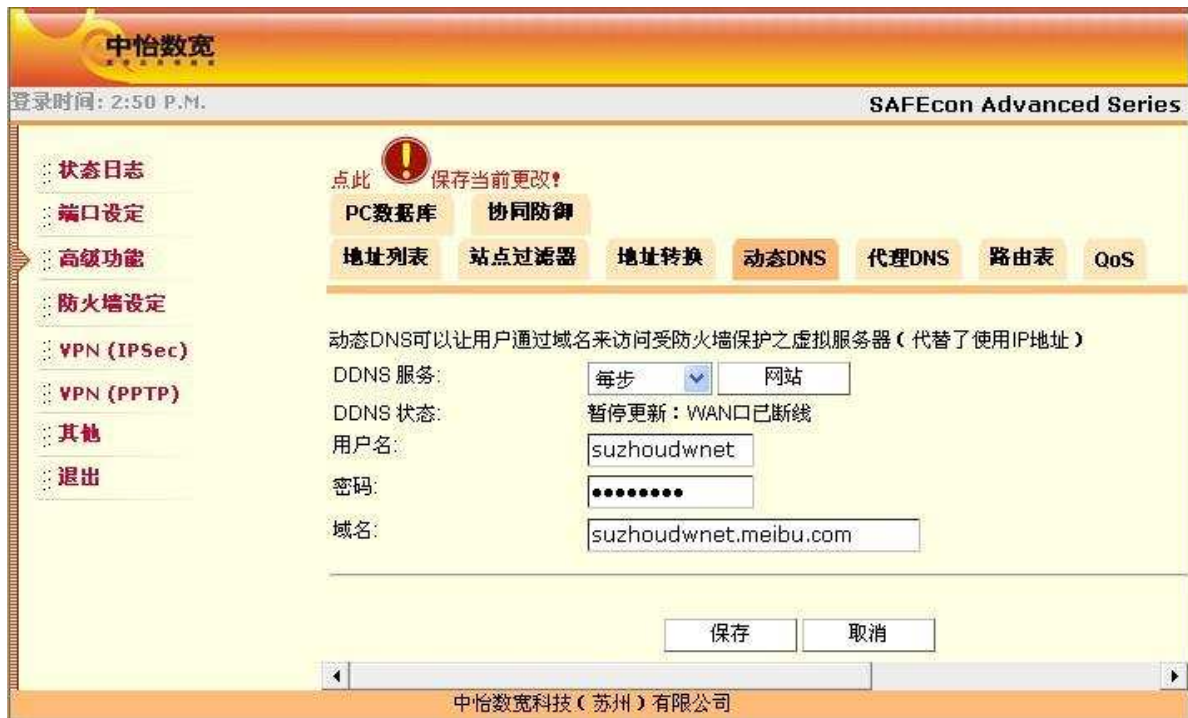 中怡数宽
登录时间: 2:50 P.M.
SAFEcon Advanced Series
状态日志
端口设定
高级功能
防火墙设定
VPN (IPSec)
VPN (PPTP)
其他
退出
点此 保存当前更改!
PC数据库 协同防御
地址列表 站点过滤器 地址转换 动态DNS 代理DNS 路由表 QoS
动态DNS可以让用户通过域名来访问受防火墙保护之虚拟服务器(代替了使用IP地址)
DDNS 服务: 每步 网站
DDNS 状态: 暂停更新:WAN口已断线
用户名: suzhoudwnet
密码: ••••••••
域名: suzhoudwnet.meibu.com
保存 取消
中怡数宽科技(苏州)有限公司